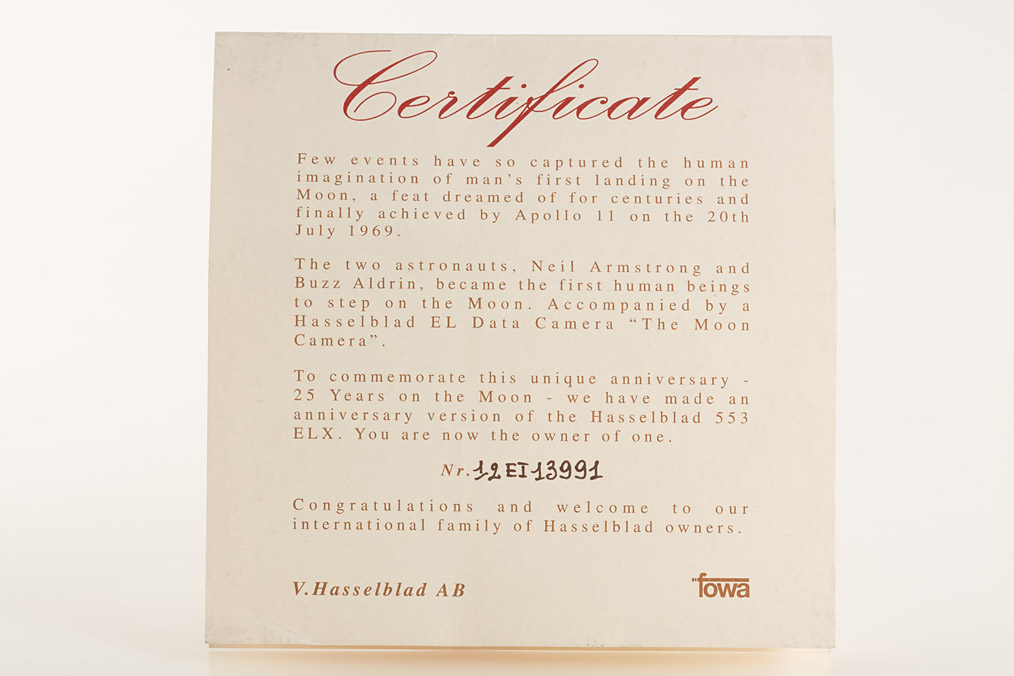 Certificate
Few events have so captured the human
imagination of man's first landing on the
Moon, a feat dreamed of for centuries and
finally achieved by Apollo 11 on the 20th
July 1969.
The two astronauts, Neil Armstrong and
Buzz Aldrin, became the first human beings
to step on the Moon. Accompanied by a
Hasselblad EL Data Camera “The Moon
Camera”.
To commemorate this unique anniversary -
25 Years on the Moon - we have made an
anniversary version of the Hasselblad 553
ELX. You are now the owner of one.
Nr. 12EI13991
Congratulations and welcome to our
international family of Hasselblad owners.
V.Hasselblad AB
fowa